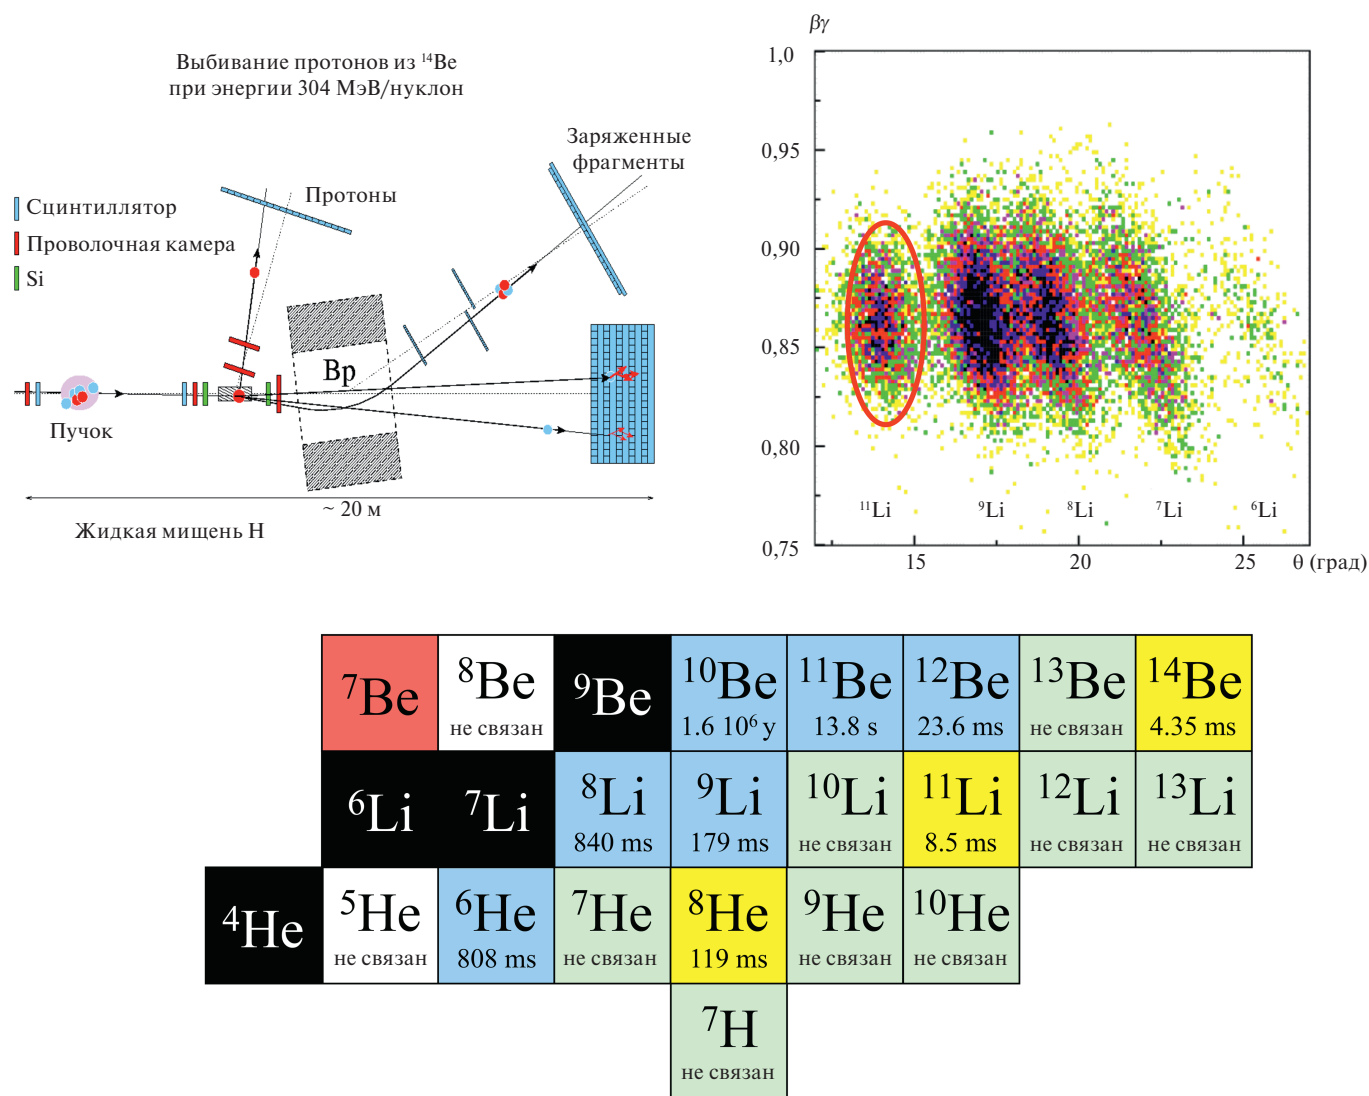 Выбивание протонов из ¹⁴Be
при энергии 304 МэВ/нуклон
Заряженные
фрагменты
Протоны
Сцинтиллятор
Проволочная камера
Si
Bp
Пучок
~ 20 м
Жидкая мищень H
βγ
1,0
0,95
0,90
0,85
0,80
0,75
¹¹Li ⁹Li ⁸Li ⁷Li ⁶Li
15 20 25 θ (град)
⁷Be
⁸Be
не связан
⁹Be
¹⁰Be
1.6 10⁶ y
¹¹Be
13.8 s
¹²Be
23.6 ms
¹³Be
не связан
¹⁴Be
4.35 ms
⁶Li
⁷Li
⁸Li
840 ms
⁹Li
179 ms
¹⁰Li
не связан
¹¹Li
8.5 ms
¹²Li
не связан
¹³Li
не связан
⁴He
⁵He
не связан
⁶He
808 ms
⁷He
не связан
⁸He
119 ms
⁹He
не связан
¹⁰He
не связан
⁷H
не связан